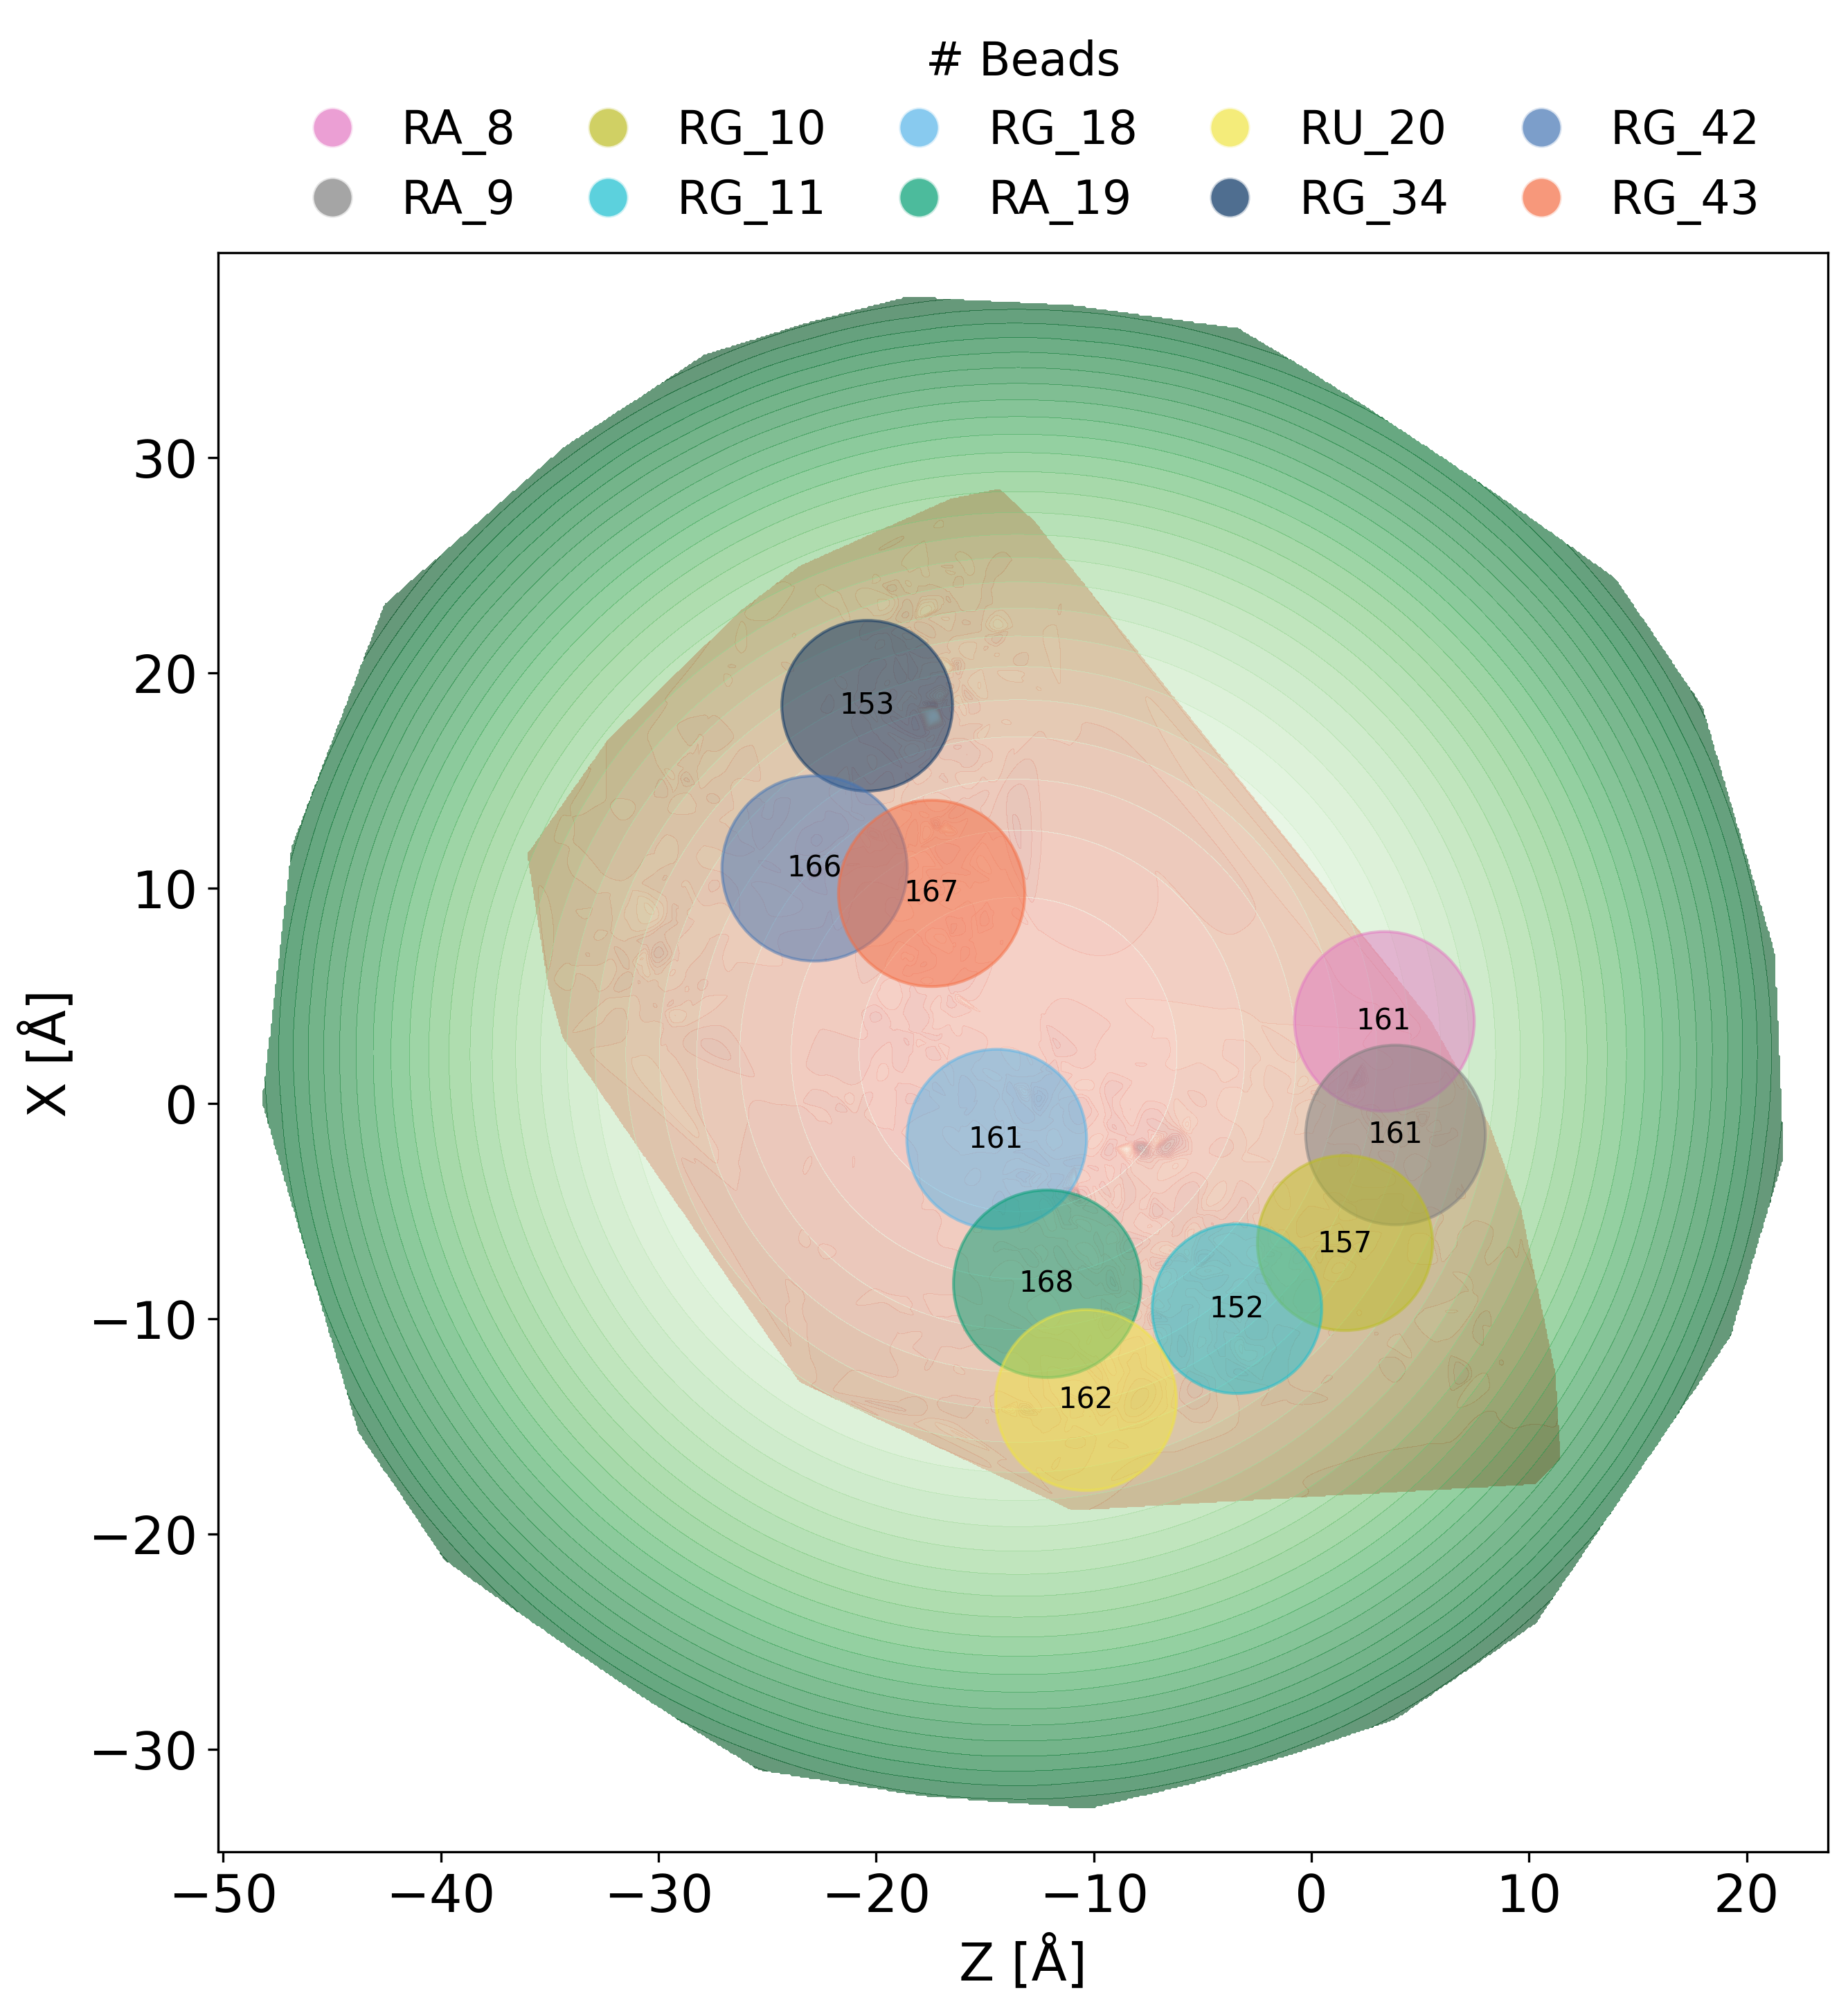 # Beads
RA_8 RG_10 RG_18 RU_20 RG_42
RA_9 RG_11 RA_19 RG_34 RG_43
30
20
153
166
167
10
161
0
161
161
157
168
152
−10
162
−20
−30
X [Å]
−50 −40 −30 −20 −10 0 10 20
Z [Å]